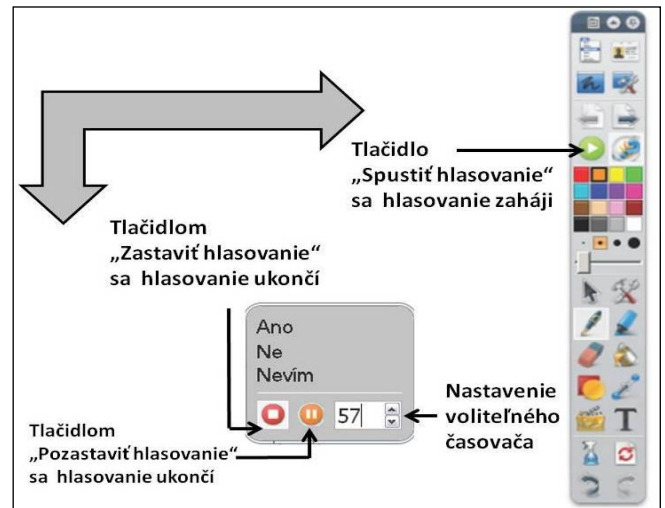 Tlačidlo
„Spustiť hlasovanie“
sa hlasovanie zaháji
Tlačidlom
„Zastaviť hlasovanie“
sa hlasovanie ukončí
Ano
Ne
Nevím
57
Nastavenie
voliteľného
časovača
Tlačidlom
„Pozastaviť hlasovanie“
sa hlasovanie ukončí
T